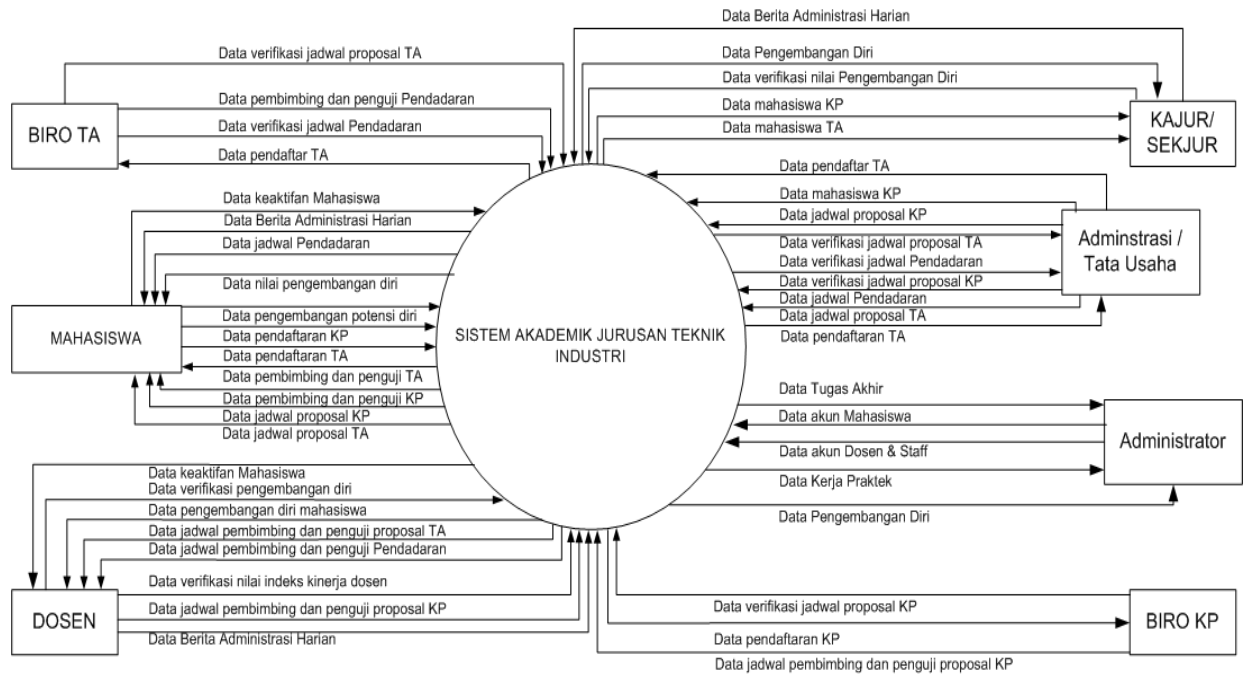 Data verifikasi jadwal proposal TA
Data pembimbing dan penguji Pendadaran
BIRO TA
Data verifikasi jadwal Pendadaran
Data pendaftar TA
Data Berita Administrasi Harian
Data Pengembangan Diri
Data verifikasi nilai Pengembangan Diri
Data mahasiswa KP
Data mahasiswa TA
KAJUR/
SEKJUR
Data keaktifan Mahasiswa
Data Berita Administrasi Harian
Data jadwal Pendadaran
Data nilai pengembangan diri
MAHASISWA
Data pengembangan potensi diri
Data pendaftaran KP
Data pendaftaran TA
Data pembimbing dan penguji TA
Data pembimbing dan penguji KP
Data jadwal proposal KP
Data jadwal proposal TA
SISTEM AKADEMIK JURUSAN TEKNIK
INDUSTRI
Data pendaftar TA
Data mahasiswa KP
Data jadwal proposal KP
Data verifikasi jadwal proposal TA
Data verifikasi jadwal Pendadaran
Data verifikasi jadwal proposal KP
Data jadwal Pendadaran
Data jadwal proposal TA
Data pendaftaran TA
Adminstrasi /
Tata Usaha
Data Tugas Akhir
Data akun Mahasiswa
Data akun Dosen & Staff
Data Kerja Praktek
Data Pengembangan Diri
Administrator
Data keaktifan Mahasiswa
Data verifikasi pengembangan diri
Data pengembangan diri mahasiswa
Data jadwal pembimbing dan penguji proposal TA
Data jadwal pembimbing dan penguji Pendadaran
Data verifikasi nilai indeks kinerja dosen
Data jadwal pembimbing dan penguji proposal KP
Data Berita Administrasi Harian
DOSEN
Data verifikasi jadwal proposal KP
Data pendaftaran KP
Data jadwal pembimbing dan penguji proposal KP
BIRO KP